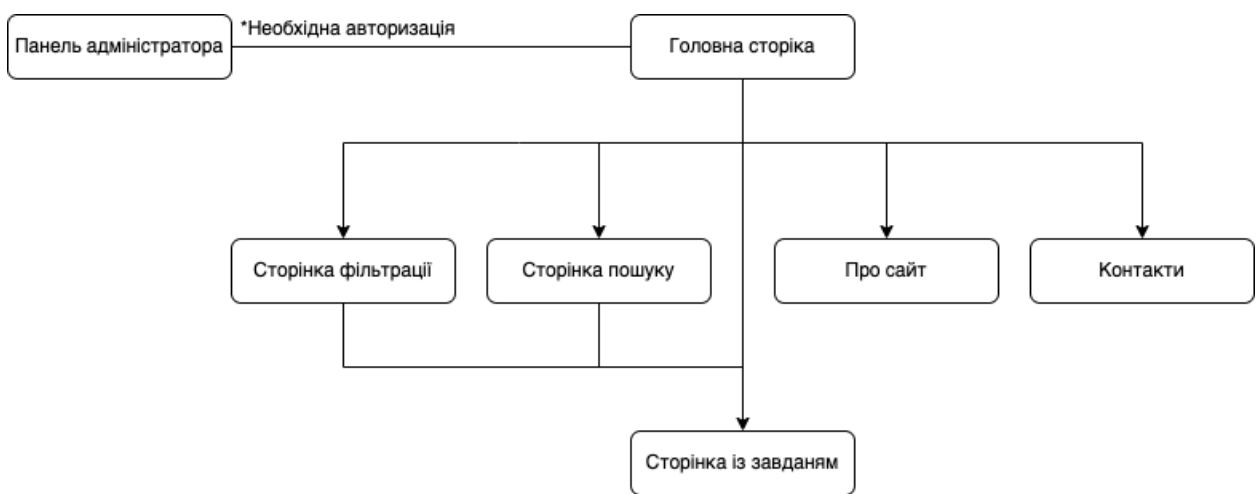 Панель адміністратора
*Необхідна авторизація
Головна сторіка
Сторінка фільтрації
Сторінка пошуку
Про сайт
Контакти
Сторінка із завданям